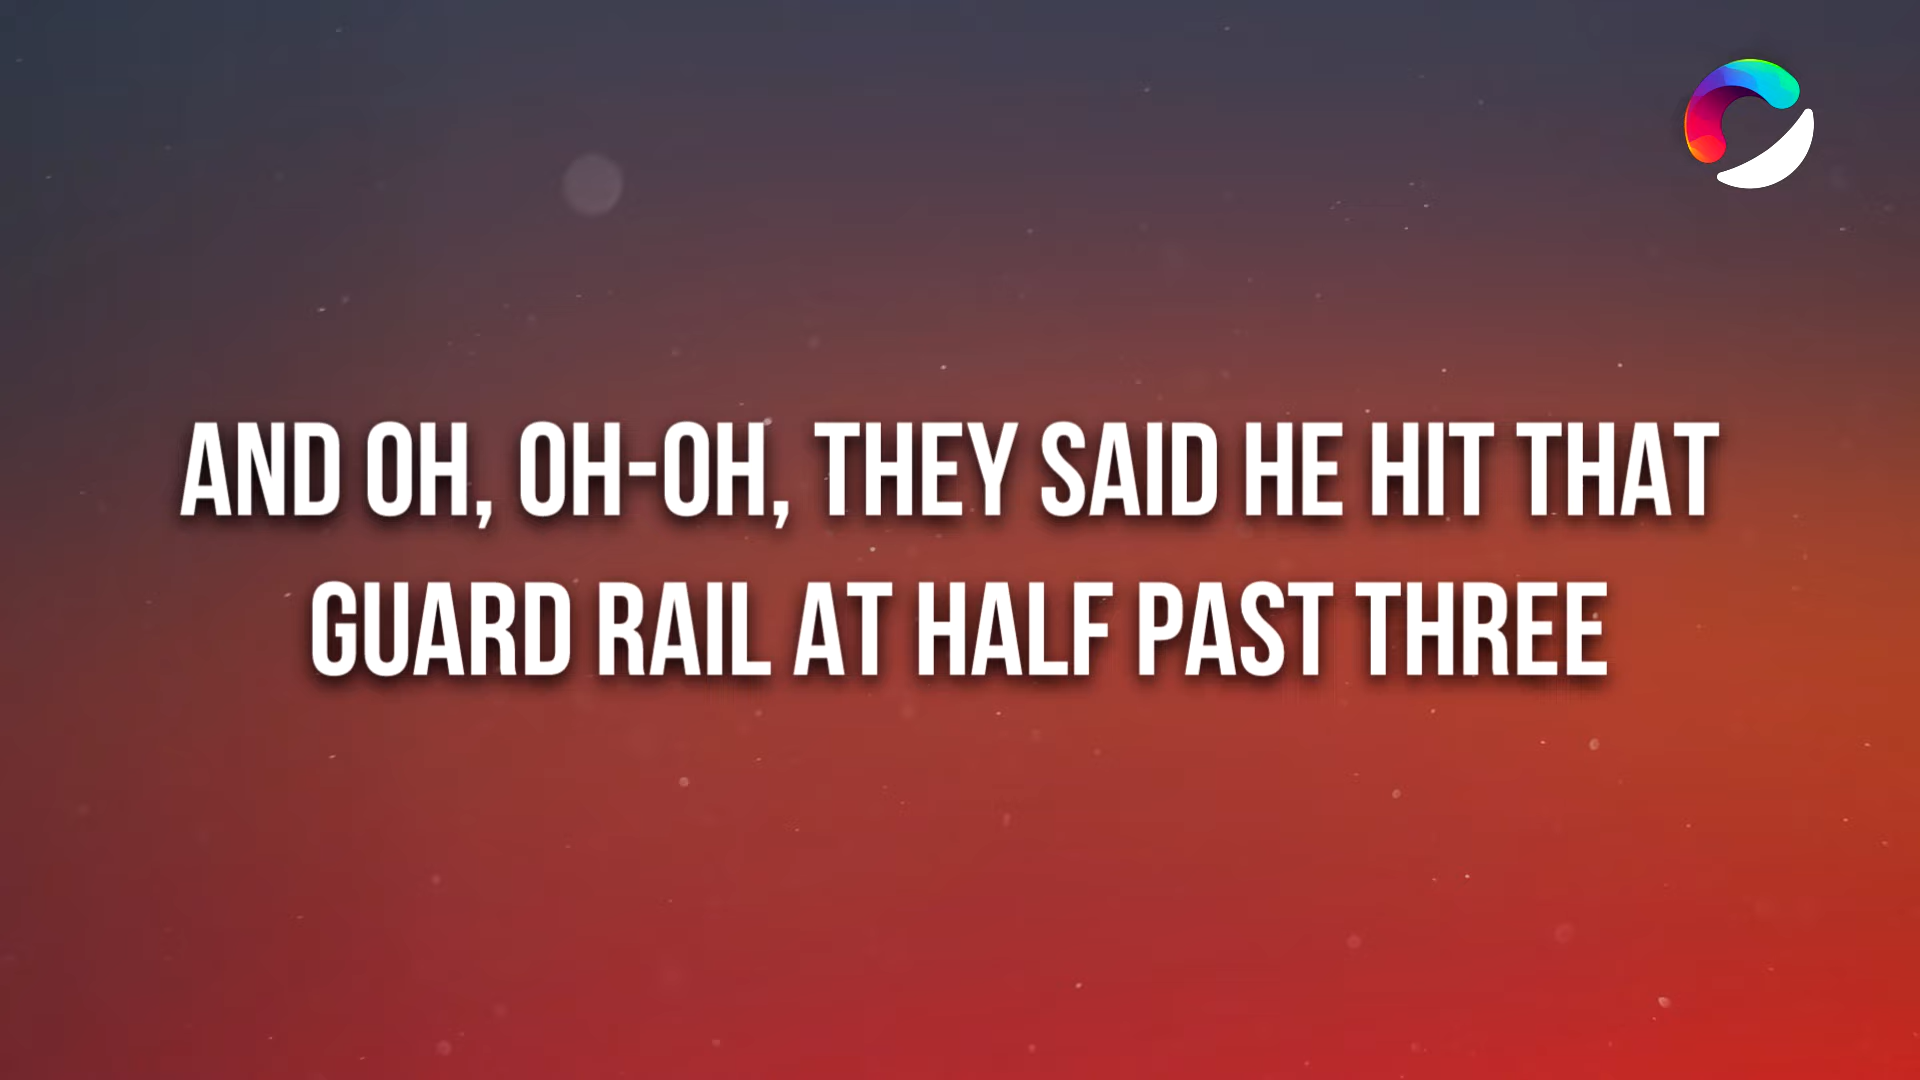 AND OH, OH-OH, THEY SAID HE HIT THAT
GUARD RAIL AT HALF PAST THREE